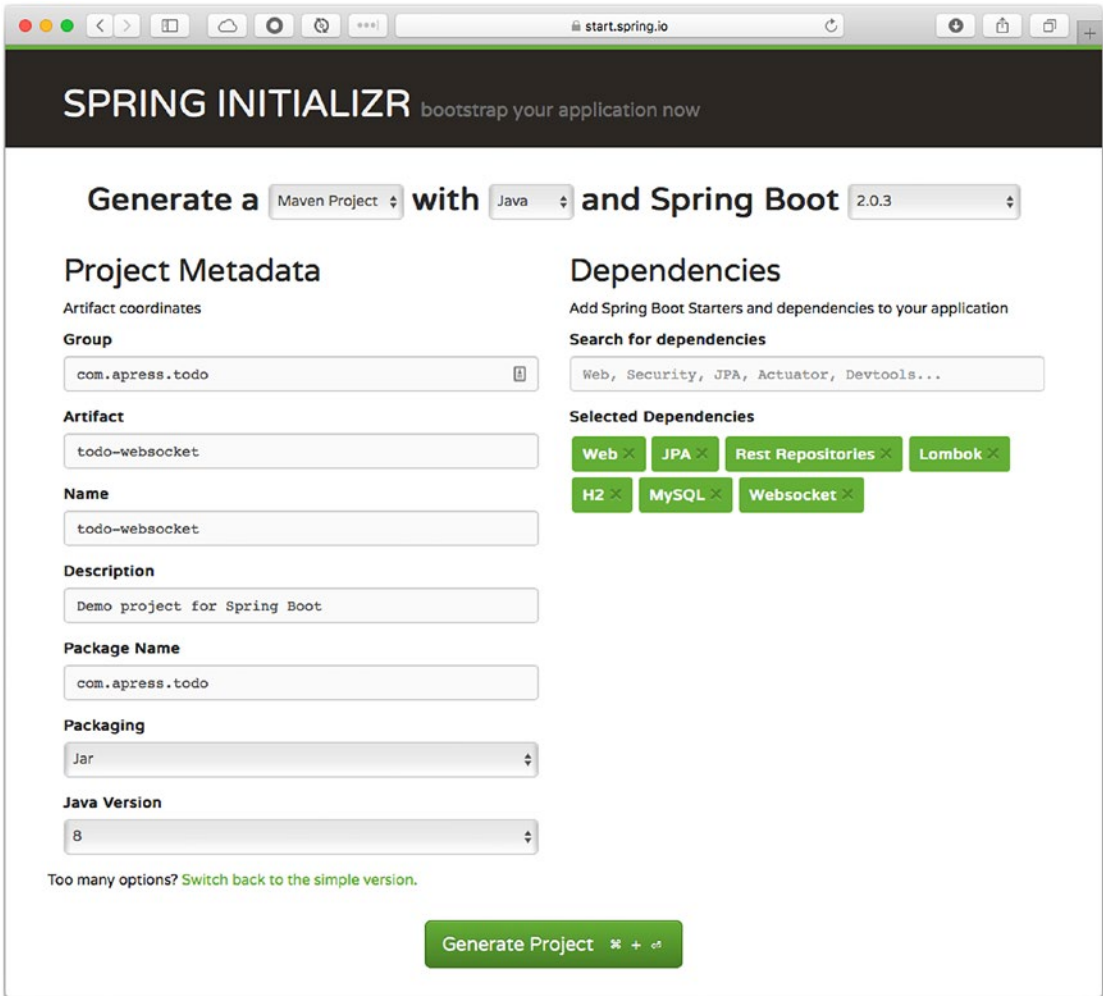 start.spring.io
SPRING INITIALIZR bootstrap your application now
Generate a Maven Project with Java and Spring Boot 2.0.3
Project Metadata
Artifact coordinates
Group
com.apress.todo
Artifact
todo-websocket
Name
todo-websocket
Description
Demo project for Spring Boot
Package Name
com.apress.todo
Packaging
Jar
Java Version
8
Dependencies
Add Spring Boot Starters and dependencies to your application
Search for dependencies
Web, Security, JPA, Actuator, Devtools...
Selected Dependencies
Web × JPA × Rest Repositories × Lombok ×
H2 × MySQL × Websocket ×
Too many options? Switch back to the simple version.
Generate Project ⌘ + ⏎